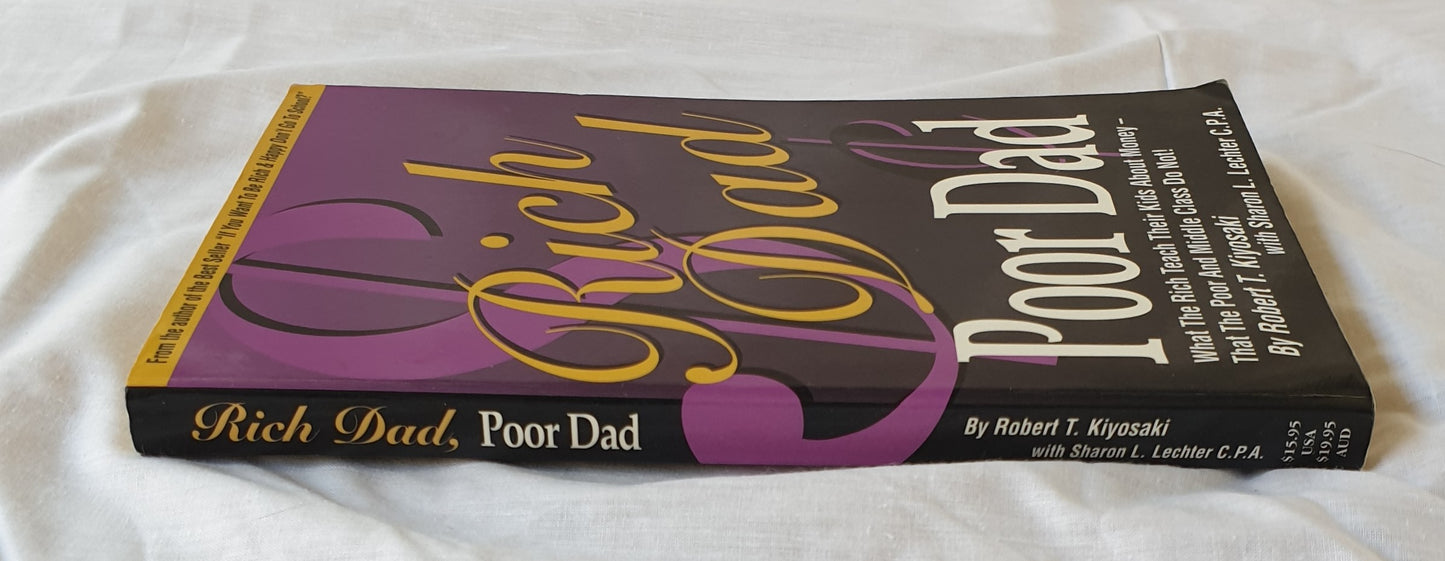 From the author of the Best Seller "If You Want To Be Rich & Happy Don't Go To School?"
Rich
Dad
Poor Dad
What The Rich Teach Their Kids About Money –
That The Poor And Middle Class Do Not!
By Robert T. Kiyosaki
with Sharon L. Lechter C.P.A.
Rich Dad, Poor Dad
By Robert T. Kiyosaki
with Sharon L. Lechter C.P.A.
$15.95
USA
$19.95
AUD